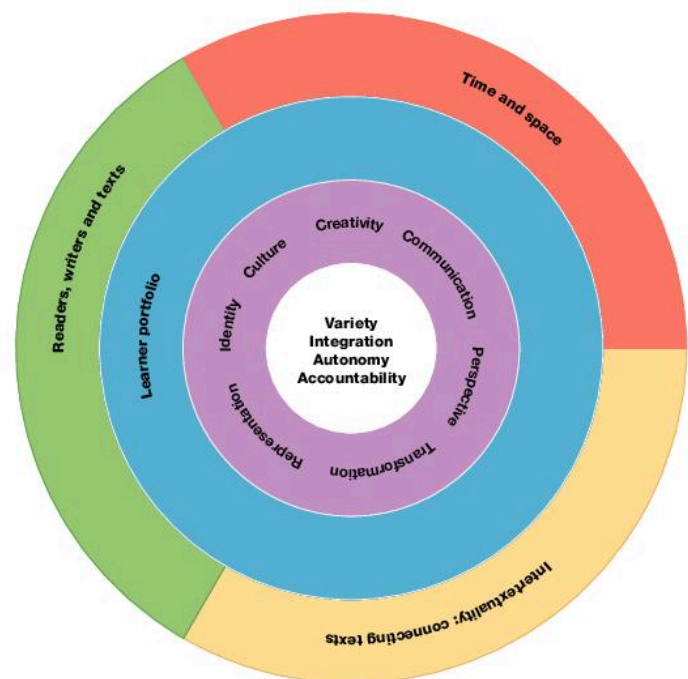 Time and space
Readers, writers and texts
Intertextuality: connecting texts
Learner portfolio
Identity
Culture
Creativity
Communication
Perspective
Transformation
Representation
Variety
Integration
Autonomy
Accountability